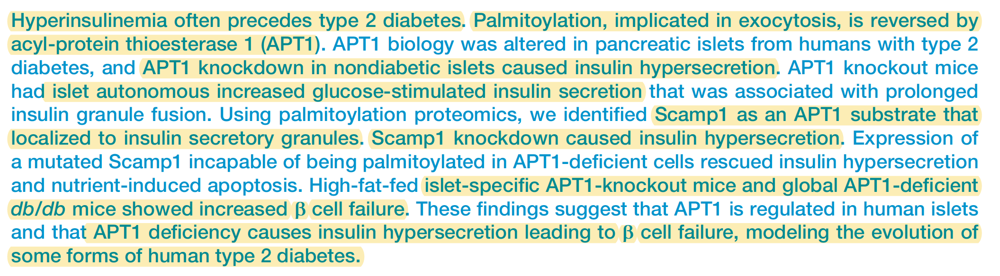 Hyperinsulinemia often precedes type 2 diabetes. Palmitoylation, implicated in exocytosis, is reversed by
acyl-protein thioesterase 1 (APT1). APT1 biology was altered in pancreatic islets from humans with type 2
diabetes, and APT1 knockdown in nondiabetic islets caused insulin hypersecretion. APT1 knockout mice
had islet autonomous increased glucose-stimulated insulin secretion that was associated with prolonged
insulin granule fusion. Using palmitoylation proteomics, we identified Scamp1 as an APT1 substrate that
localized to insulin secretory granules. Scamp1 knockdown caused insulin hypersecretion. Expression of
a mutated Scamp1 incapable of being palmitoylated in APT1-deficient cells rescued insulin hypersecretion
and nutrient-induced apoptosis. High-fat-fed islet-specific APT1-knockout mice and global APT1-deficient
db/db mice showed increased β cell failure. These findings suggest that APT1 is regulated in human islets
and that APT1 deficiency causes insulin hypersecretion leading to β cell failure, modeling the evolution of
some forms of human type 2 diabetes.